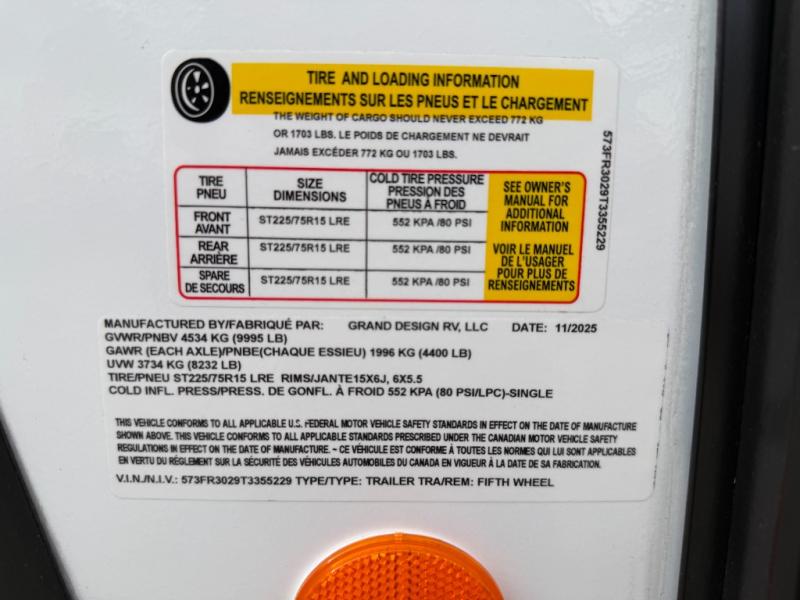 TIRE AND LOADING INFORMATION
RENSEIGNEMENTS SUR LES PNEUS ET LE CHARGEMENT
THE WEIGHT OF CARGO SHOULD NEVER EXCEED 772 KG
OR 1703 LBS. LE POIDS DE CHARGEMENT NE DEVRAIT
JAMAIS EXCÉDER 772 KG OU 1703 LBS.
TIRE PNEU SIZE DIMENSIONS COLD TIRE PRESSURE PRESSION DES PNEUS À FROID
FRONT AVANT ST225/75R15 LRE 552 KPA /80 PSI
REAR ARRIÈRE ST225/75R15 LRE 552 KPA /80 PSI
SPARE DE SECOURS ST225/75R15 LRE 552 KPA /80 PSI
SEE OWNER'S
MANUAL FOR
ADDITIONAL
INFORMATION
VOIR LE MANUEL
DE L'USAGER
POUR PLUS DE
RENSEIGNEMENTS
573FR3029T3355229
MANUFACTURED BY/FABRIQUÉ PAR: GRAND DESIGN RV, LLC DATE: 11/2025
GVWR/PNBV 4534 KG (9995 LB)
GAWR (EACH AXLE)/PNBE(CHAQUE ESSIEU) 1996 KG (4400 LB)
UVW 3734 KG (8232 LB)
TIRE/PNEU ST225/75R15 LRE RIMS/JANTE15X6J, 6X5.5
COLD INFL. PRESS/PRESS. DE GONFL. À FROID 552 KPA (80 PSI/LPC)-SINGLE
THIS VEHICLE CONFORMS TO ALL APPLICABLE U.S. FEDERAL MOTOR VEHICLE SAFETY STANDARDS IN EFFECT ON THE DATE OF MANUFACTURE
SHOWN ABOVE. THIS VEHICLE CONFORMS TO ALL APPLICABLE STANDARDS PRESCRIBED UNDER THE CANADIAN MOTOR VEHICLE SAFETY
REGULATIONS IN EFFECT ON THE DATE OF MANUFACTURE. ~ CE VÉHICULE EST CONFORME À TOUTES LES NORMES QUI LUI SONT APPLICABLES
EN VERTU DU RÈGLEMENT SUR LA SÉCURITÉ DES VÉHICULES AUTOMOBILES DU CANADA EN VIGUEUR À LA DATE DE SA FABRICATION.
V.I.N./N.I.V.: 573FR3029T3355229 TYPE/TYPE: TRAILER TRA/REM: FIFTH WHEEL